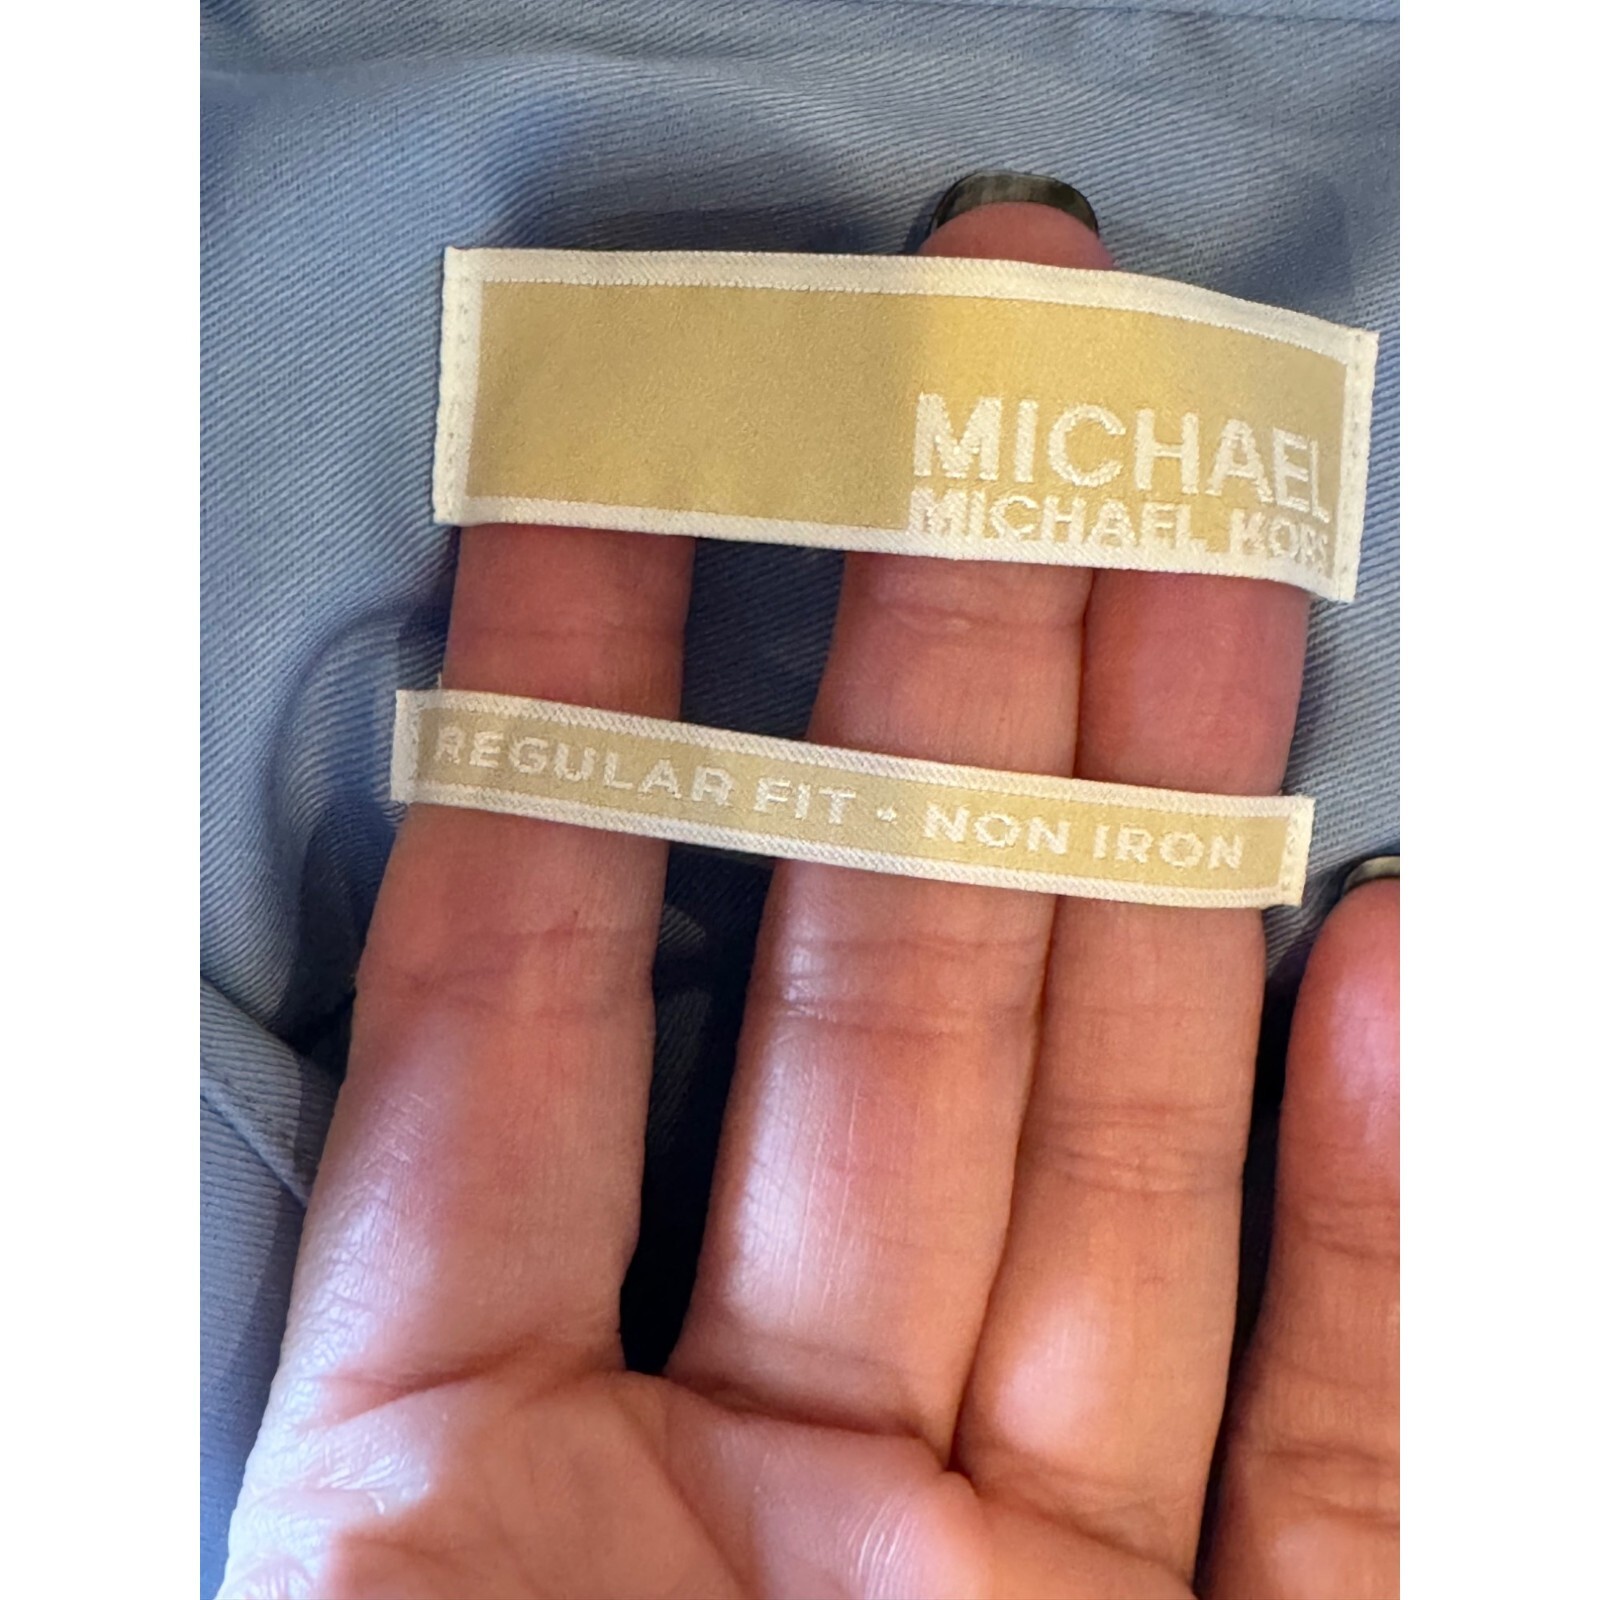 MICHAEL
MICHAEL KORS
REGULAR FIT • NON IRON